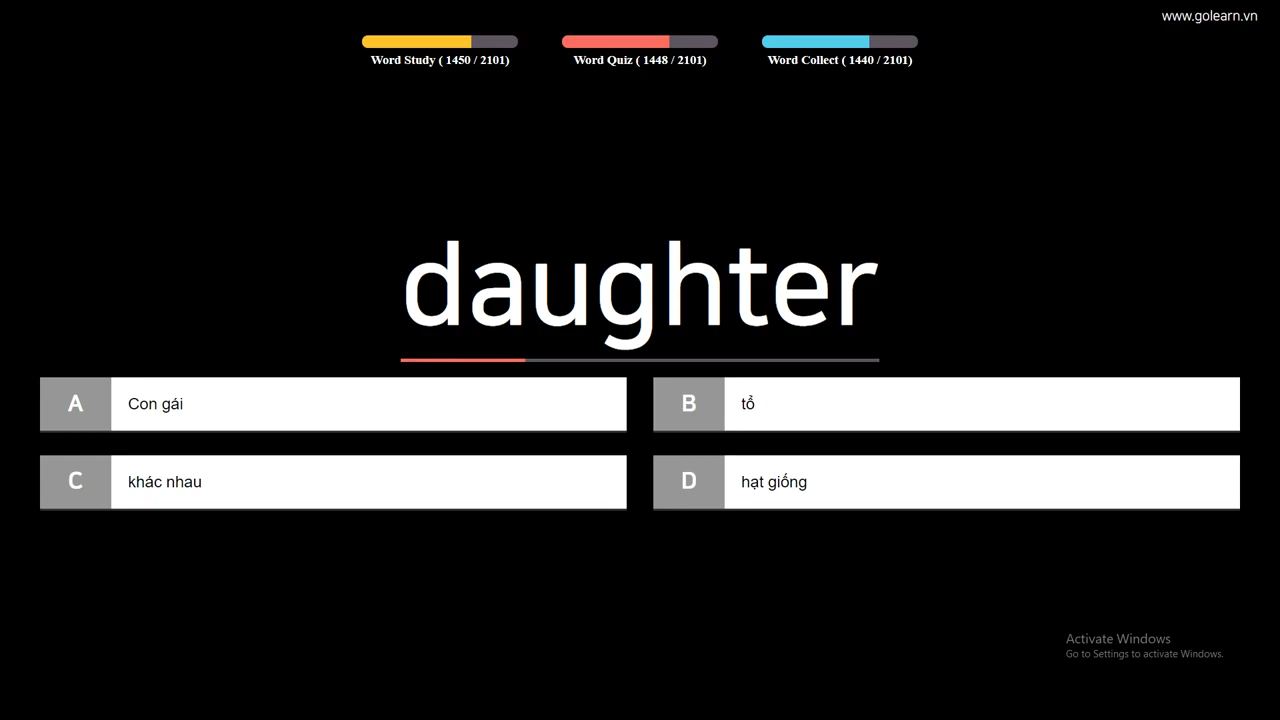 www.golearn.vn
Word Study ( 1450 / 2101)
Word Quiz ( 1448 / 2101)
Word Collect ( 1440 / 2101)
daughter
A Con gái
B tổ
C khác nhau
D hạt giống
Activate Windows
Go to Settings to activate Windows.